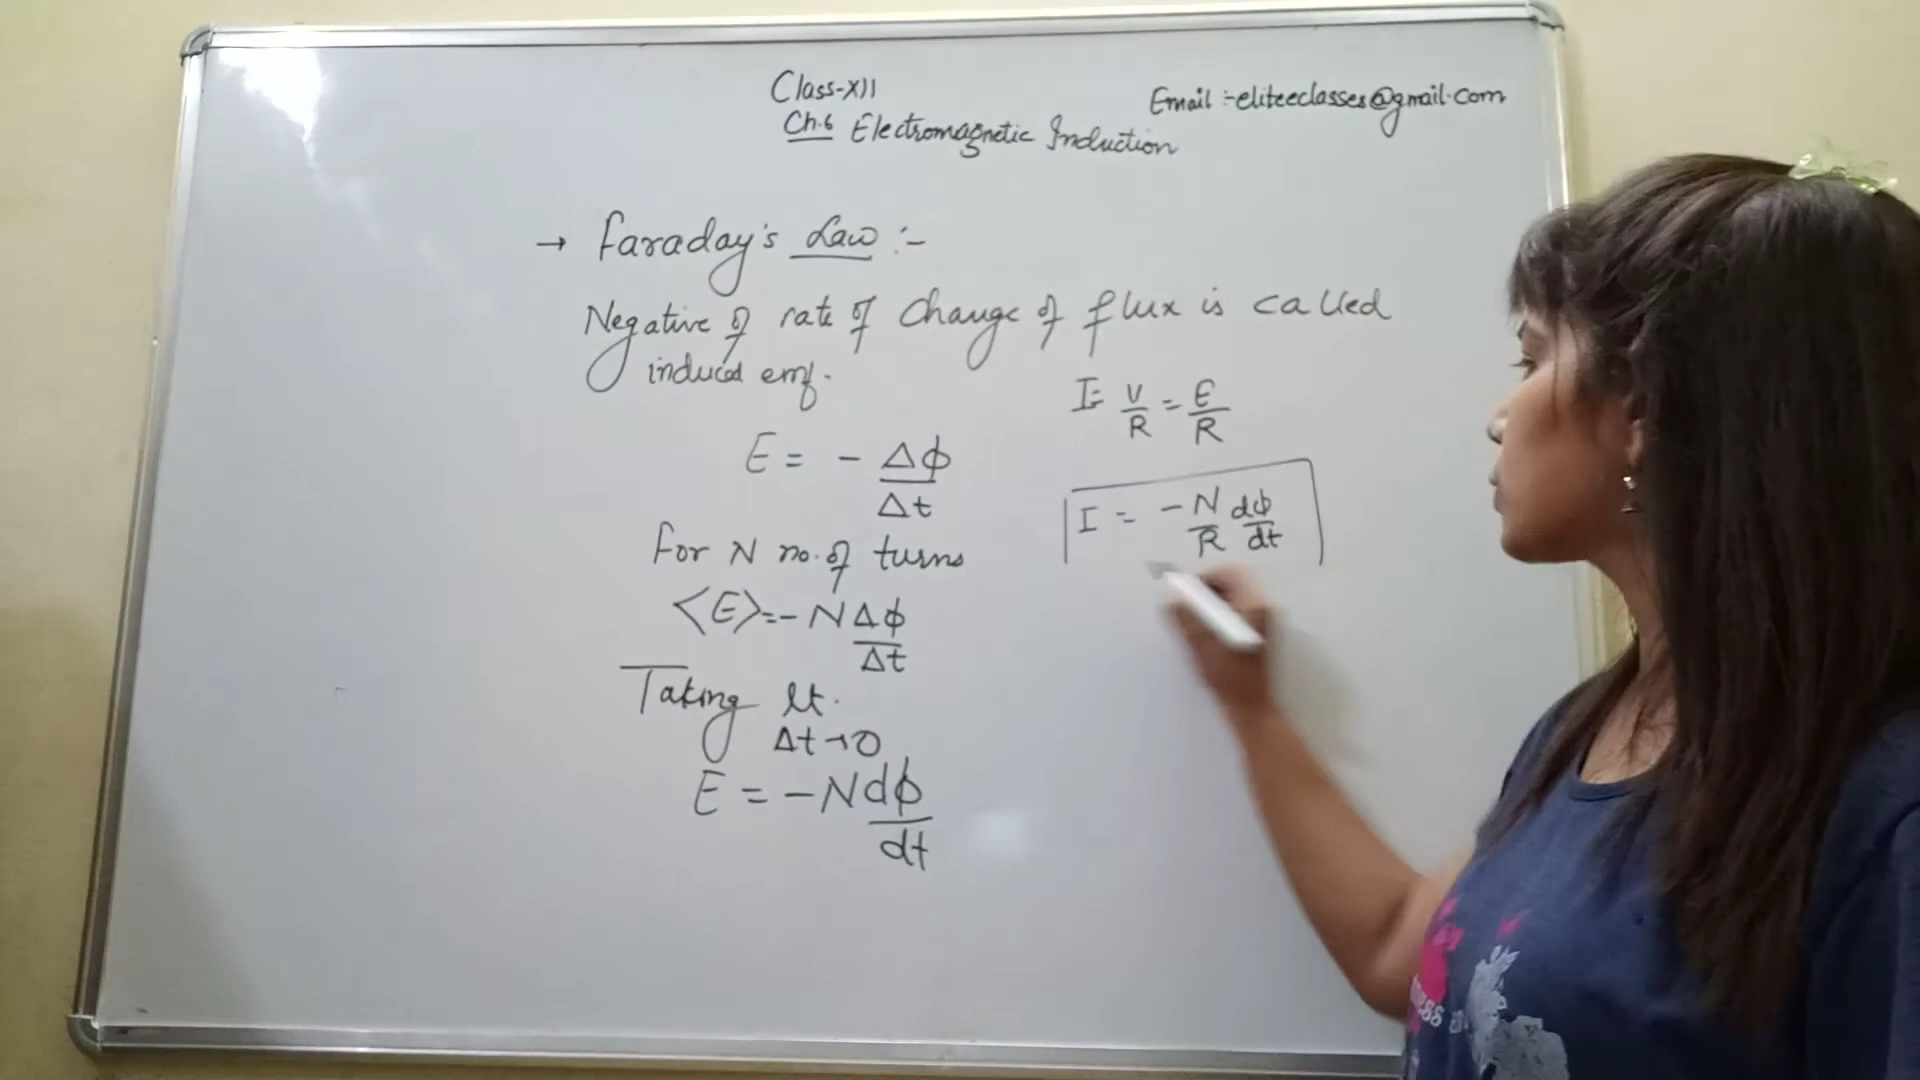 Class-XII
Ch.6 Electromagnetic Induction
Email :-eliteeclasses@gmail.com
→ Faraday's Law :-
Negative of rate of Change of flux is called
induced emf.
E = - Δφ/Δt
For N no. of turns
<E>=-N Δφ/Δt
Taking lt.
Δt→0
E = -N dφ/dt
I= V/R = E/R
I = -N/R dφ/dt